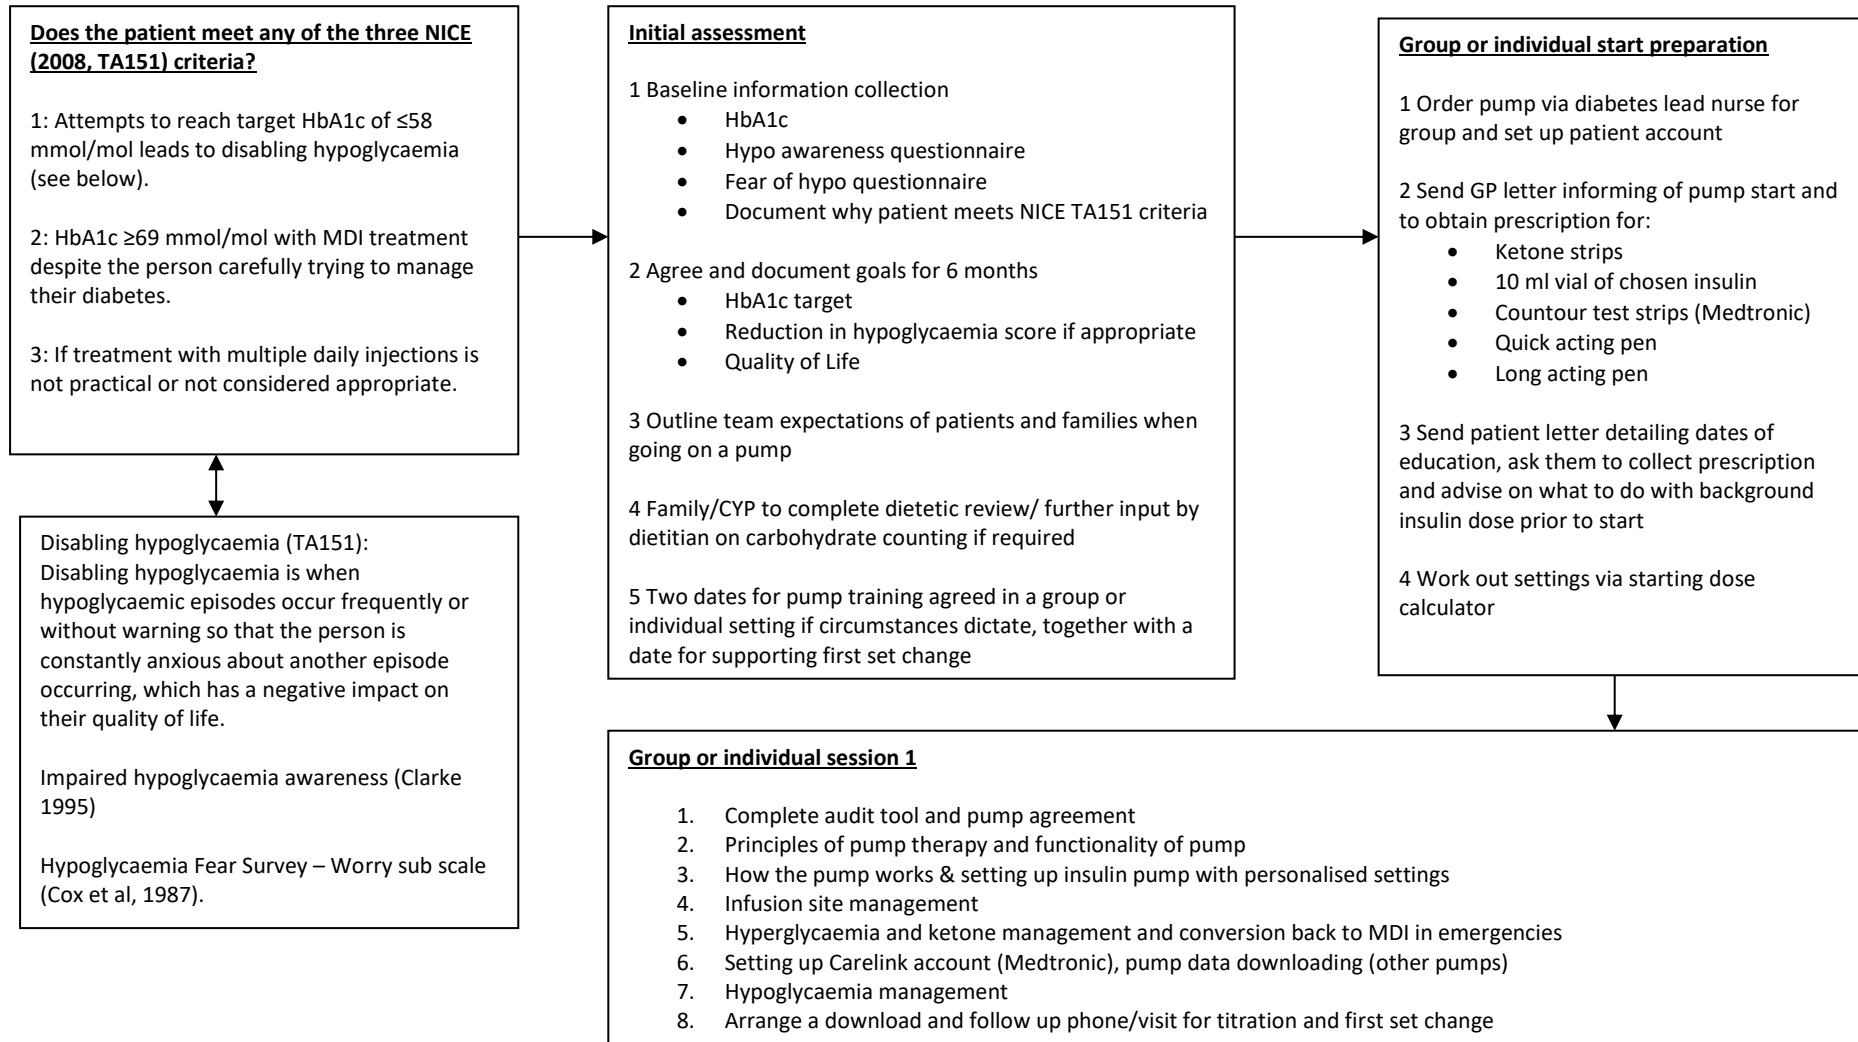 Does the patient meet any of the three NICE
(2008, TA151) criteria?
1: Attempts to reach target HbA1c of ≤58
mmol/mol leads to disabling hypoglycaemia
(see below).
2: HbA1c ≥69 mmol/mol with MDI treatment
despite the person carefully trying to manage
their diabetes.
3: If treatment with multiple daily injections is
not practical or not considered appropriate.
Disabling hypoglycaemia (TA151):
Disabling hypoglycaemia is when
hypoglycaemic episodes occur frequently or
without warning so that the person is
constantly anxious about another episode
occurring, which has a negative impact on
their quality of life.
Impaired hypoglycaemia awareness (Clarke
1995)
Hypoglycaemia Fear Survey – Worry sub scale
(Cox et al, 1987).
Initial assessment
1 Baseline information collection
• HbA1c
• Hypo awareness questionnaire
• Fear of hypo questionnaire
• Document why patient meets NICE TA151 criteria
2 Agree and document goals for 6 months
• HbA1c target
• Reduction in hypoglycaemia score if appropriate
• Quality of Life
3 Outline team expectations of patients and families when
going on a pump
4 Family/CYP to complete dietetic review/ further input by
dietitian on carbohydrate counting if required
5 Two dates for pump training agreed in a group or
individual setting if circumstances dictate, together with a
date for supporting first set change
Group or individual start preparation
1 Order pump via diabetes lead nurse for
group and set up patient account
2 Send GP letter informing of pump start and
to obtain prescription for:
• Ketone strips
• 10 ml vial of chosen insulin
• Countour test strips (Medtronic)
• Quick acting pen
• Long acting pen
3 Send patient letter detailing dates of
education, ask them to collect prescription
and advise on what to do with background
insulin dose prior to start
4 Work out settings via starting dose
calculator
Group or individual session 1
1. Complete audit tool and pump agreement
2. Principles of pump therapy and functionality of pump
3. How the pump works & setting up insulin pump with personalised settings
4. Infusion site management
5. Hyperglycaemia and ketone management and conversion back to MDI in emergencies
6. Setting up Carelink account (Medtronic), pump data downloading (other pumps)
7. Hypoglycaemia management
8. Arrange a download and follow up phone/visit for titration and first set change